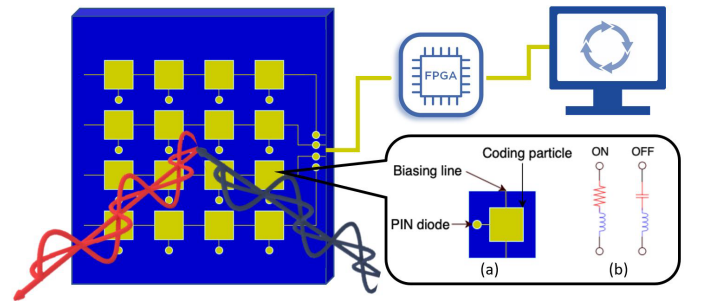 FPGA
Coding particle
ON
OFF
Biasing line
PIN diode
(a)
(b)